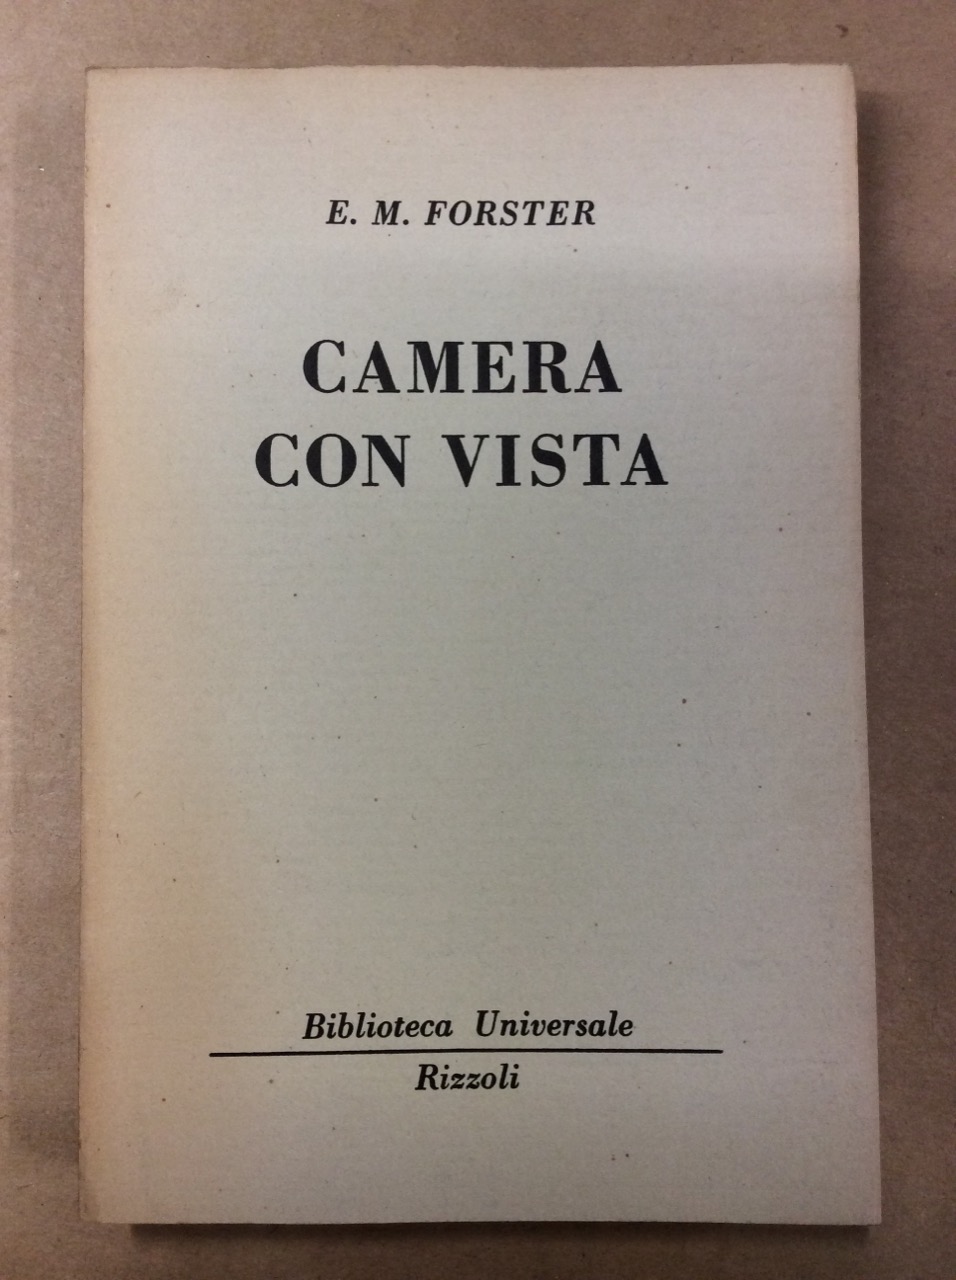 E. M. FORSTER
CAMERA
CON VISTA
Biblioteca Universale
Rizzoli